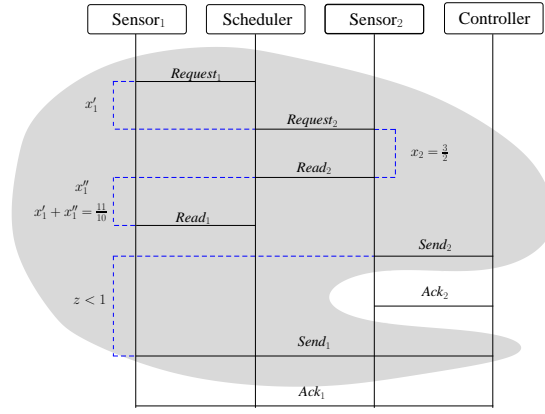 Sensor₁ Scheduler Sensor₂ Controller
Request₁
x′₁
Request₂
x₂ = 3/2
Read₂
x″₁
x′₁ + x″₁ = 11/10
Read₁
Send₂
Ack₂
z < 1
Send₁
Ack₁